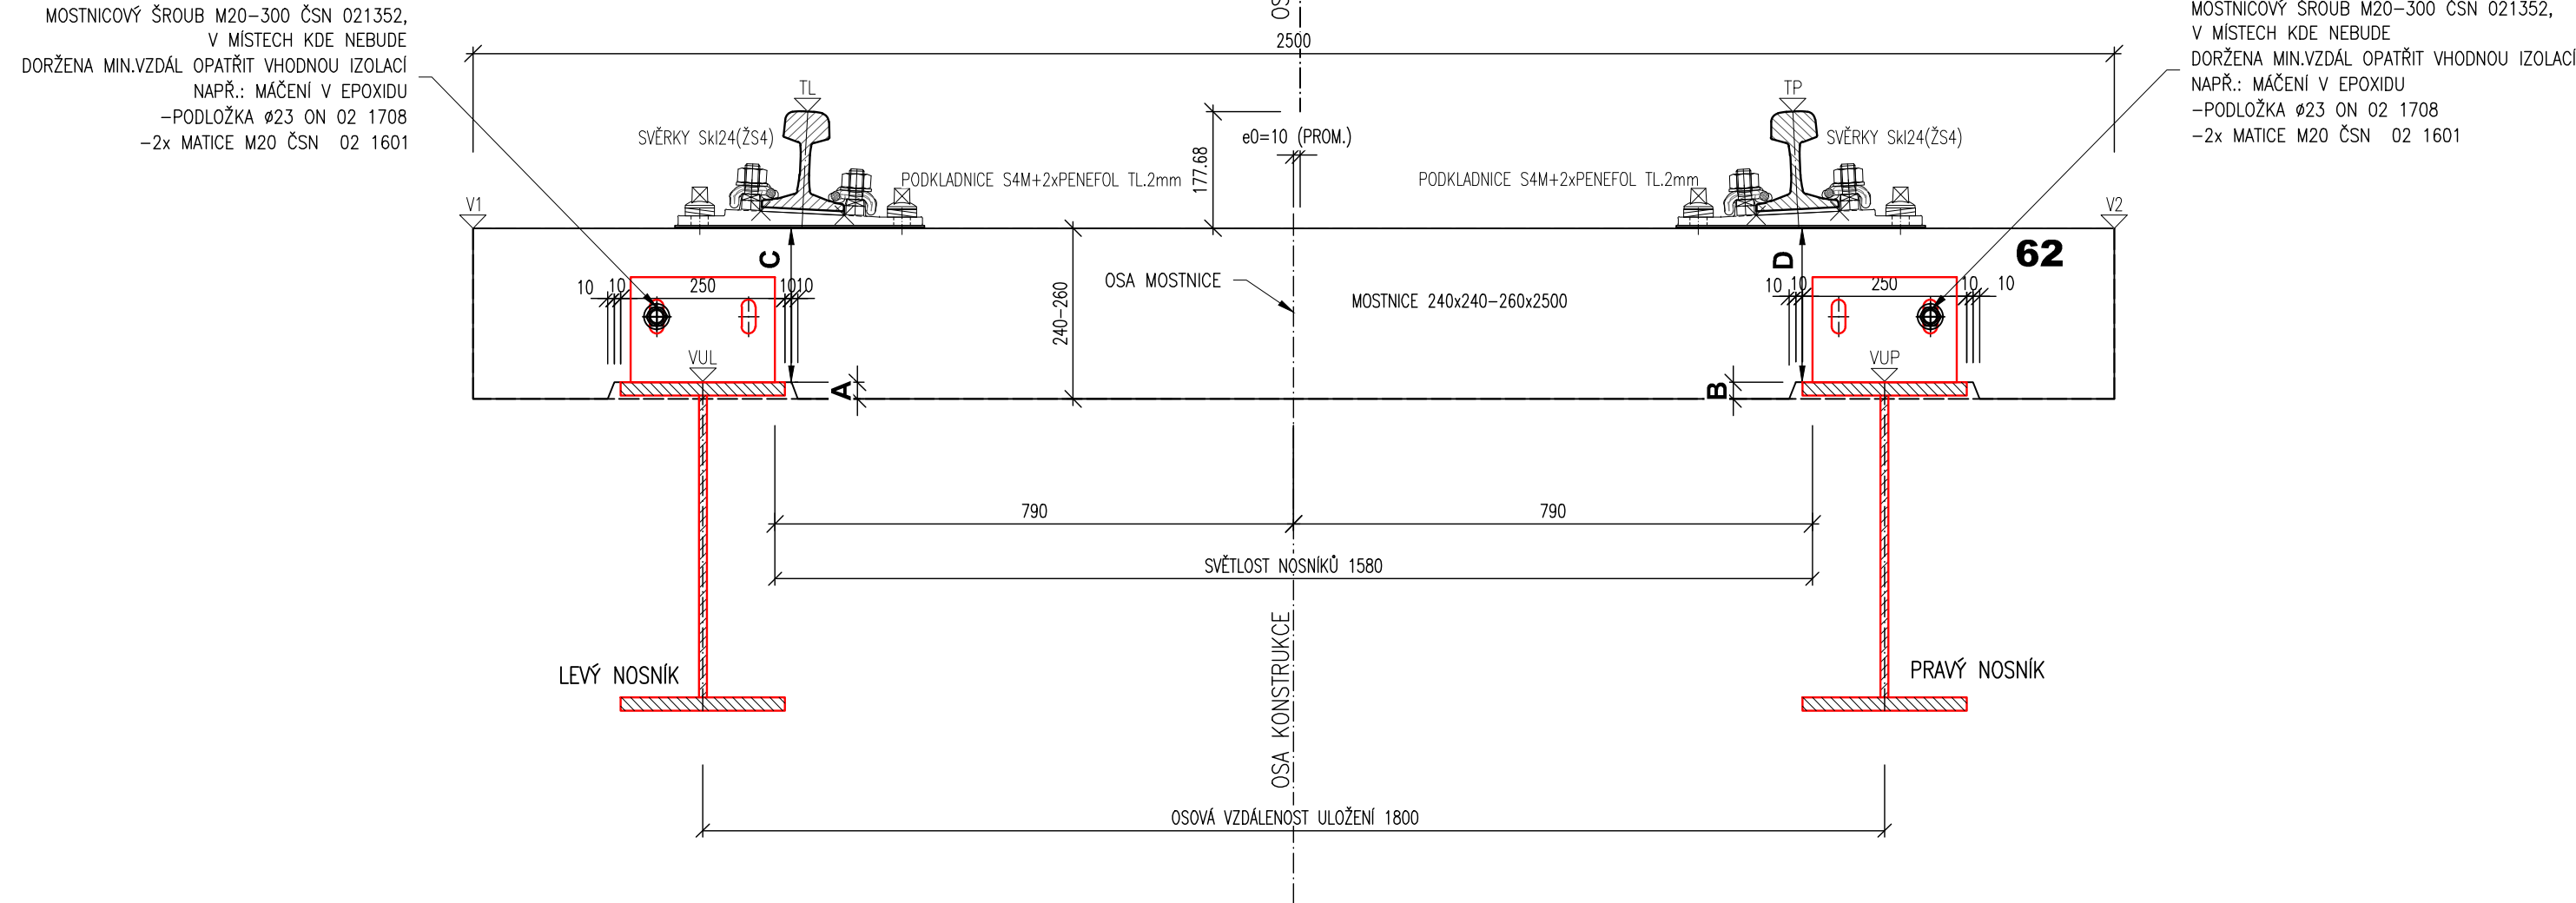 MOSTNICOVÝ ŠROUB M20-300 ČSN 021352,
V MÍSTECH KDE NEBUDE
DORŽENA MIN.VZDÁL OPATŘIT VHODNOU IZOLACÍ
NAPŘ.: MÁČENÍ V EPOXIDU
-PODLOŽKA ø23 ON 02 1708
-2x MATICE M20 ČSN 02 1601
MOSTNICOVÝ ŠROUB M20-300 ČSN 021352,
V MÍSTECH KDE NEBUDE
DORŽENA MIN.VZDÁL OPATŘIT VHODNOU IZOLACÍ
NAPŘ.: MÁČENÍ V EPOXIDU
-PODLOŽKA ø23 ON 02 1708
-2x MATICE M20 ČSN 02 1601
2500
TL
TP
SVĚRKY Skl24(ŽS4)
177.68
e0=10 (PROM.)
SVĚRKY Skl24(ŽS4)
PODKLADNICE S4M+2xPENEFOL TL.2mm
PODKLADNICE S4M+2xPENEFOL TL.2mm
V1
V2
C
D
62
10
10
250
10
10
OSA MOSTNICE
240-260
MOSTNICE 240x240-260x2500
10
10
250
10
10
VUL
VUP
A
B
790
790
SVĚTLOST NOSNÍKŮ 1580
LEVÝ NOSNÍK
OSA KONSTRUKCE
PRAVÝ NOSNÍK
OSOVÁ VZDÁLENOST ULOŽENÍ 1800